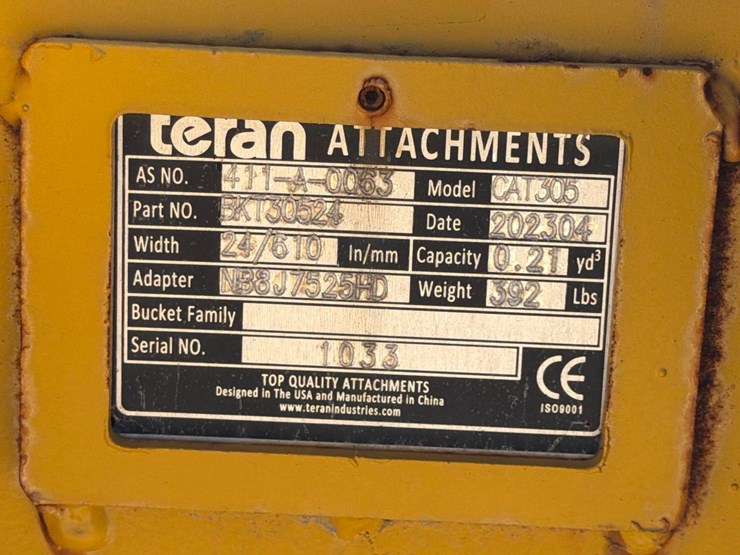 teran ATTACHMENTS
AS NO. 411-A-0063 Model CAT305
Part NO. BKT30524 Date 202304
Width 24/610 In/mm Capacity 0.21 yd³
Adapter NB8J7525HD Weight 392 Lbs
Bucket Family
Serial NO. 1033
TOP QUALITY ATTACHMENTS
Designed in The USA and Manufactured in China
www.teranindustries.com
CE
ISO9001